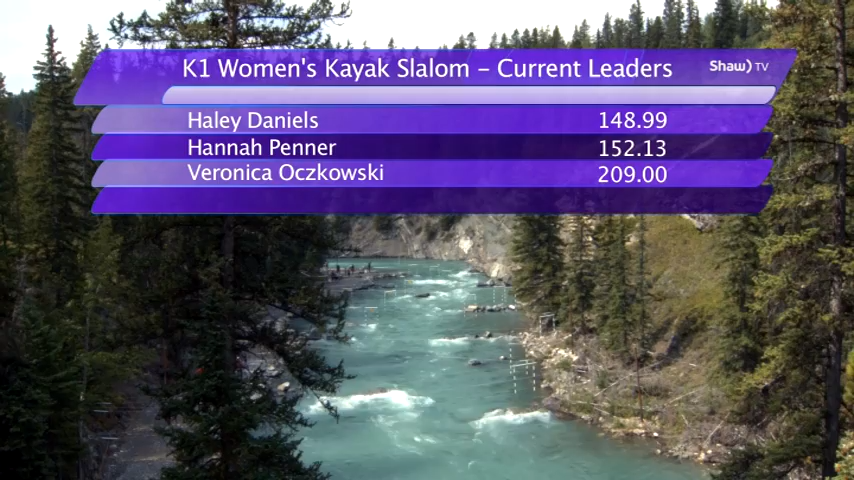 K1 Women's Kayak Slalom - Current Leaders Shaw) TV
Haley Daniels 148.99
Hannah Penner 152.13
Veronica Oczkowski 209.00